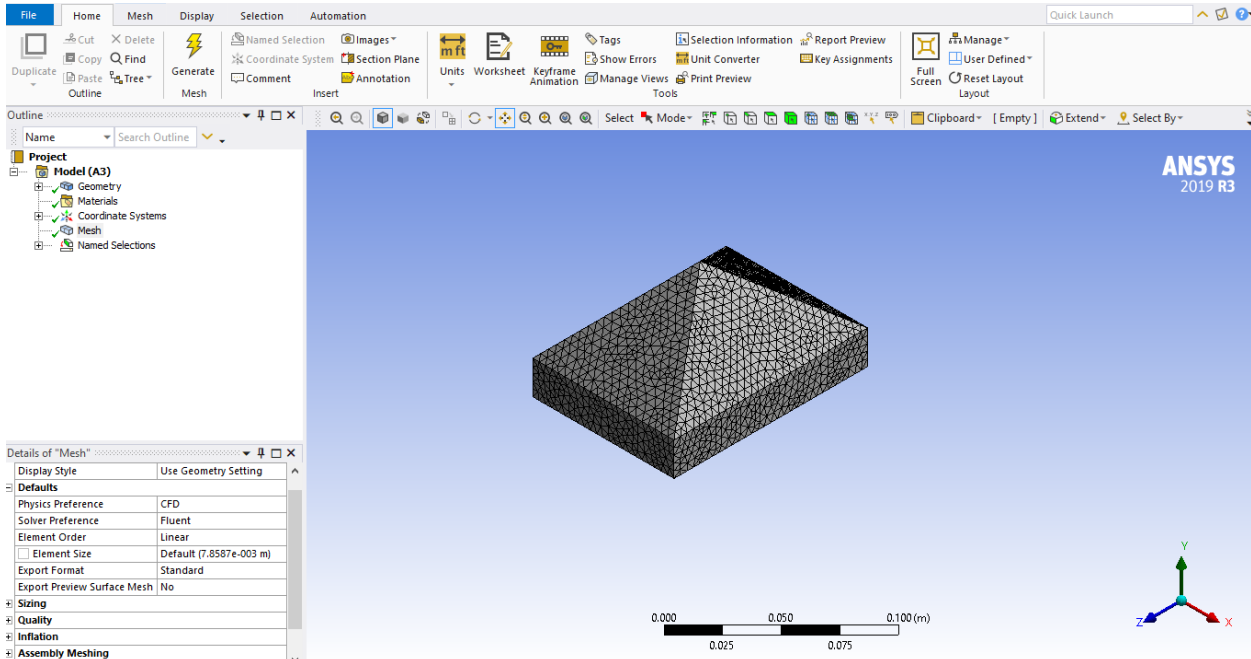 File Home Mesh Display Selection Automation Quick Launch
Duplicate Cut Copy Paste Delete Find Tree
Outline
Generate
Mesh
Named Selection Coordinate System Comment Images Section Plane Annotation
Insert
Units Worksheet Keyframe Animation
m ft
Tags Show Errors Manage Views Selection Information Unit Converter Print Preview Report Preview Key Assignments
Tools
Full Screen Manage User Defined Reset Layout
Layout
Outline
Name Search Outline
Select Mode Clipboard [ Empty ] Extend Select By
Project
Model (A3)
Geometry
Materials
Coordinate Systems
Mesh
Named Selections
ANSYS
2019 R3
Details of "Mesh"
Display Style Use Geometry Setting
Defaults
Physics Preference CFD
Solver Preference Fluent
Element Order Linear
Element Size Default (7.8587e-003 m)
Export Format Standard
Export Preview Surface Mesh No
Sizing
Quality
Inflation
Assembly Meshing
0.000 0.050 0.100 (m)
0.025 0.075
Y
Z X